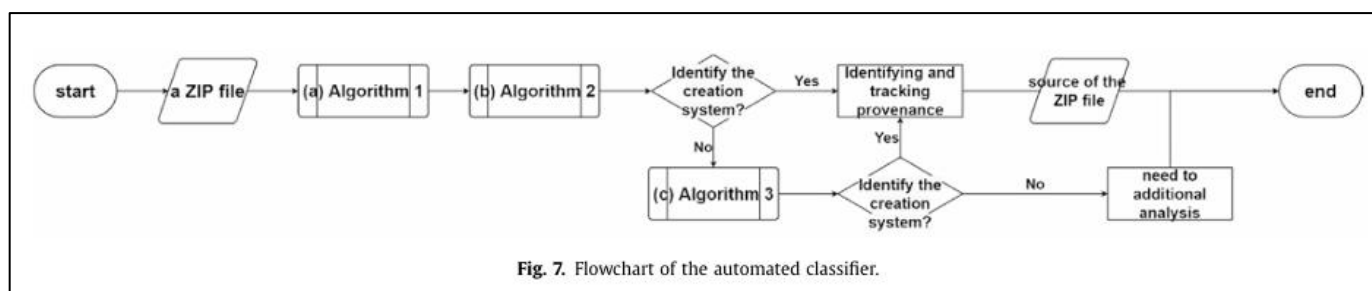 start
a ZIP file
(a) Algorithm 1
(b) Algorithm 2
Identify the
creation
system?
Yes
Identifying and
tracking
provenance
source of the
ZIP file
end
No
Yes
(c) Algorithm 3
Identify the
creation
system?
No
need to
additional
analysis
Fig. 7. Flowchart of the automated classifier.